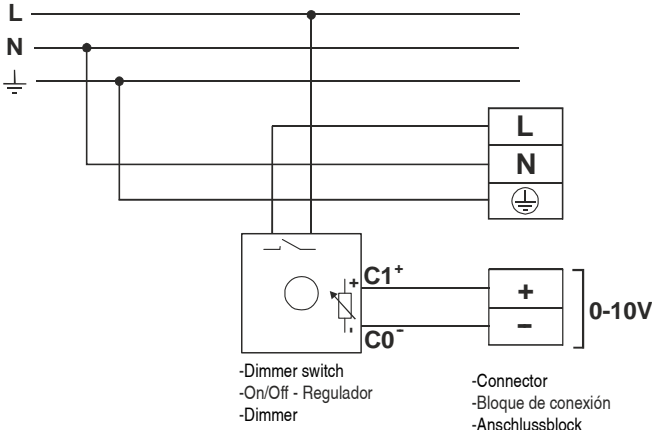 L
N
L
N
+
C1+
+
0-10V
-
C0-
−
-Dimmer switch
-On/Off - Regulador
-Dimmer
-Connector
-Bloque de conexión
-Anschlussblock